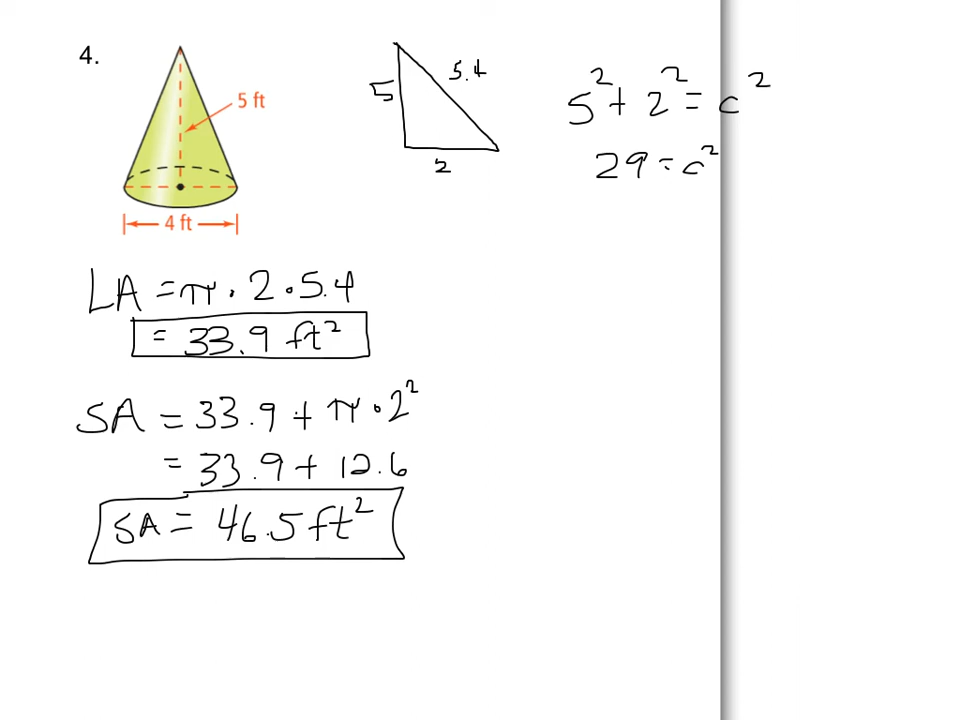 4.
5 ft
4 ft
5
5.4
2
5² + 2² = c²
29 = c²
LA = π · 2 · 5.4
= 33.9 ft²
SA = 33.9 + π · 2²
= 33.9 + 12.6
SA = 46.5 ft²